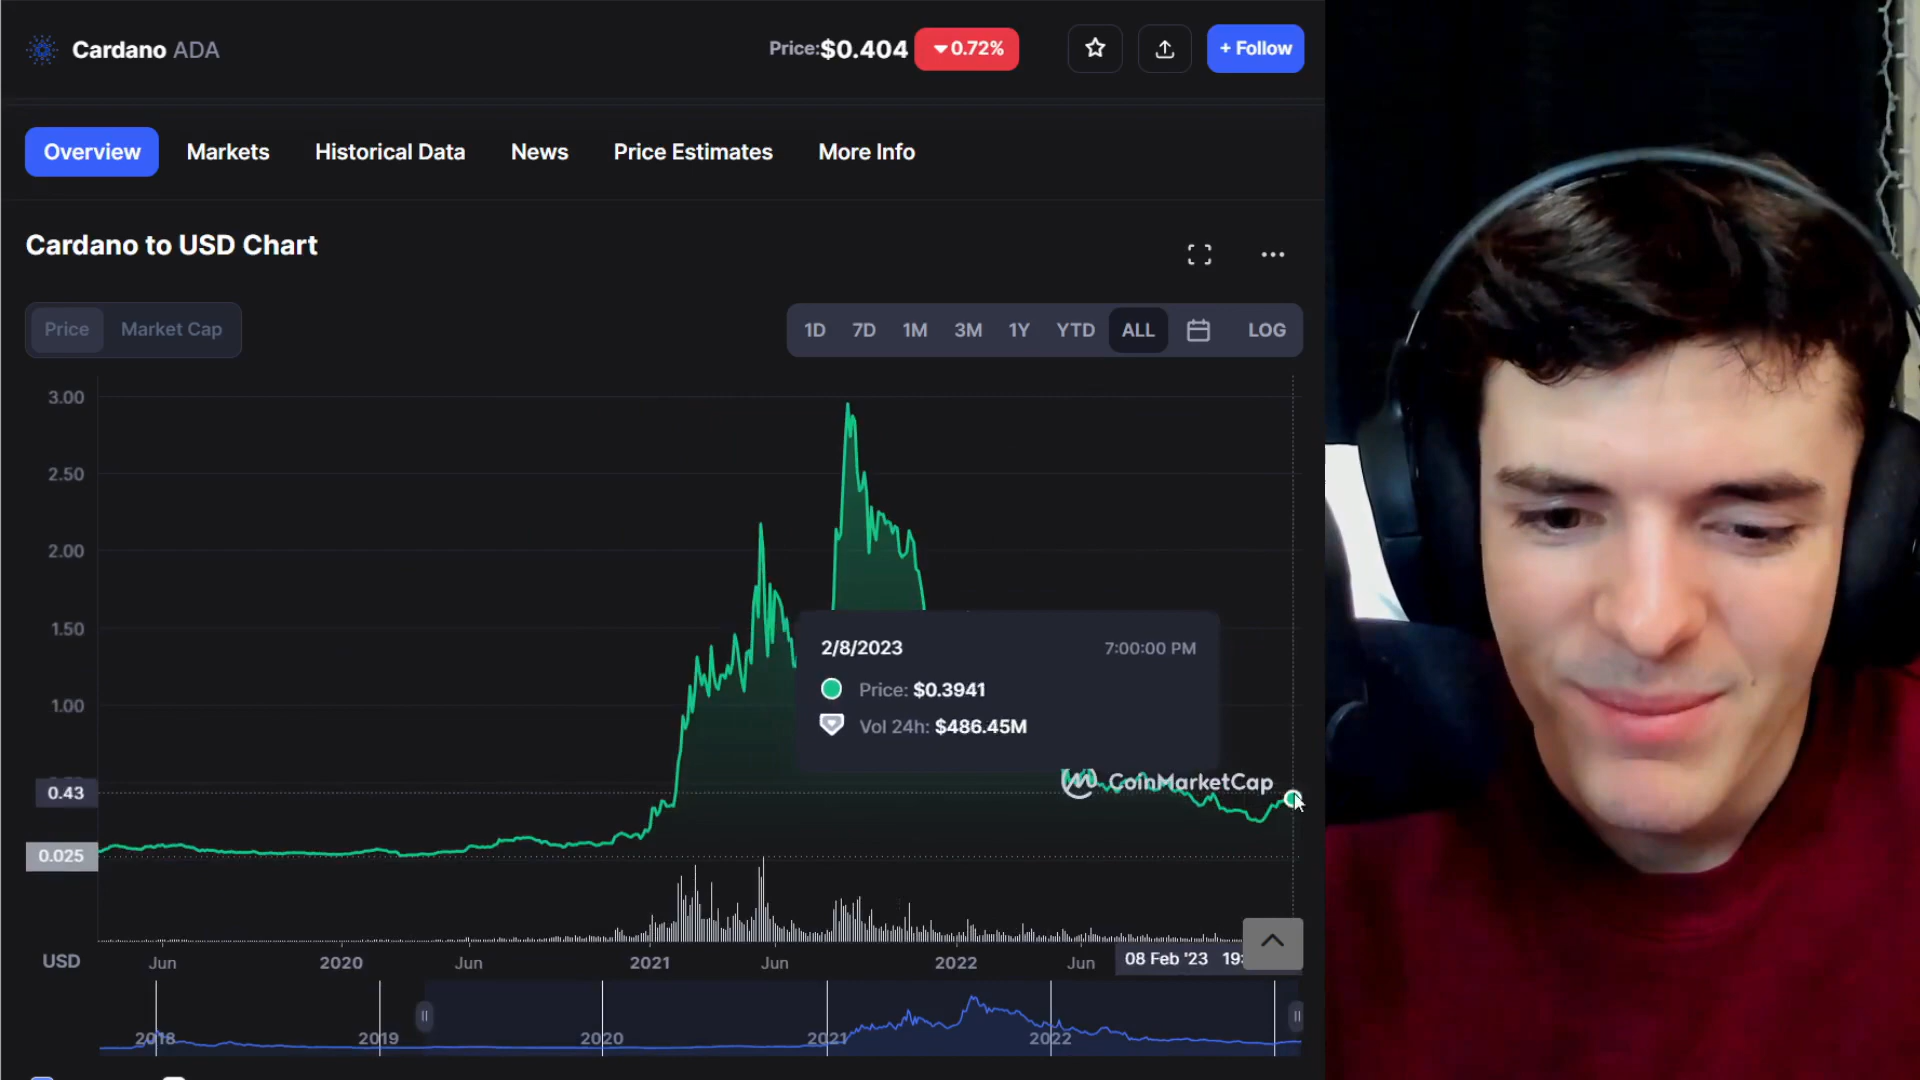 Cardano ADA
Price:$0.404 0.72%
+ Follow
Overview Markets Historical Data News Price Estimates More Info
Cardano to USD Chart
Price Market Cap
1D 7D 1M 3M 1Y YTD ALL LOG
3.00
2.50
2.00
1.50
1.00
0.43
0.025
2/8/2023 7:00:00 PM
Price: $0.3941
Vol 24h: $486.45M
CoinMarketCap
USD Jun 2020 Jun 2021 Jun 2022 Jun 08 Feb '23
2018 2019 2020 2021 2022